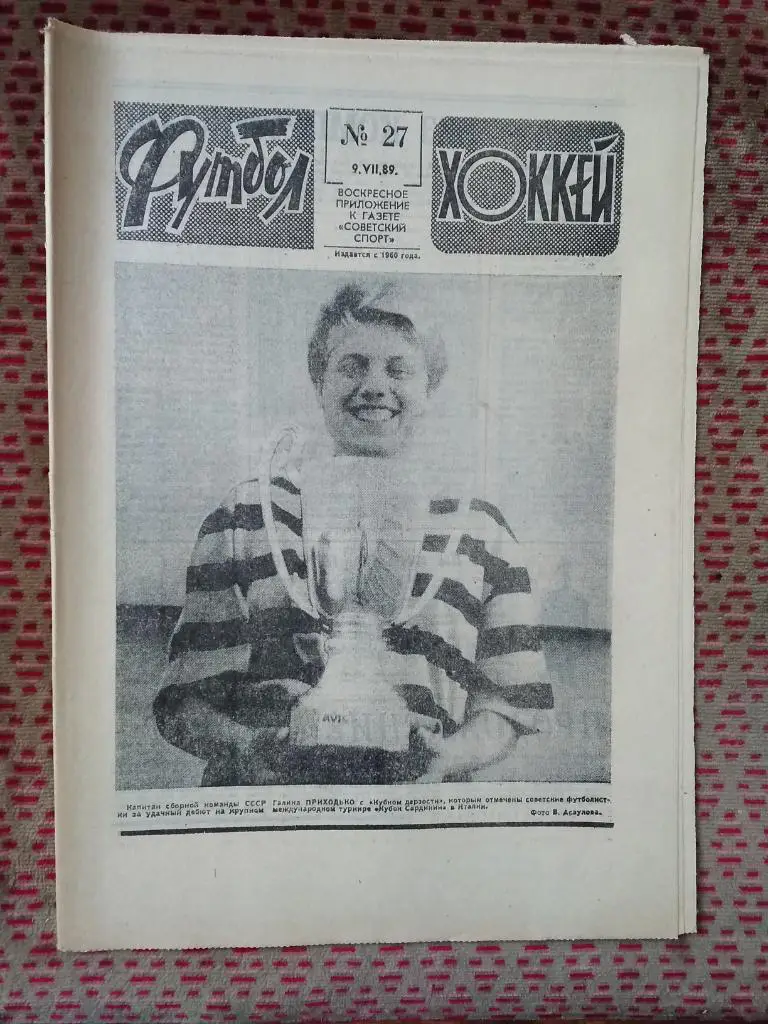 Футбол
№ 27
9.VII.89.
ВОСКРЕСНОЕ
ПРИЛОЖЕНИЕ
К ГАЗЕТЕ
«СОВЕТСКИЙ
СПОРТ»
Издается с 1960 года.
ХОККЕЙ
AVIS
Капитан сборной команды СССР Галина ПРИХОДЬКО с «Кубком дерзости», которым отмечены советские футболист-
ки за удачный дебют на крупном международном турнире «Кубок Сардинии» в Италии.
Фото В. Асаулова.